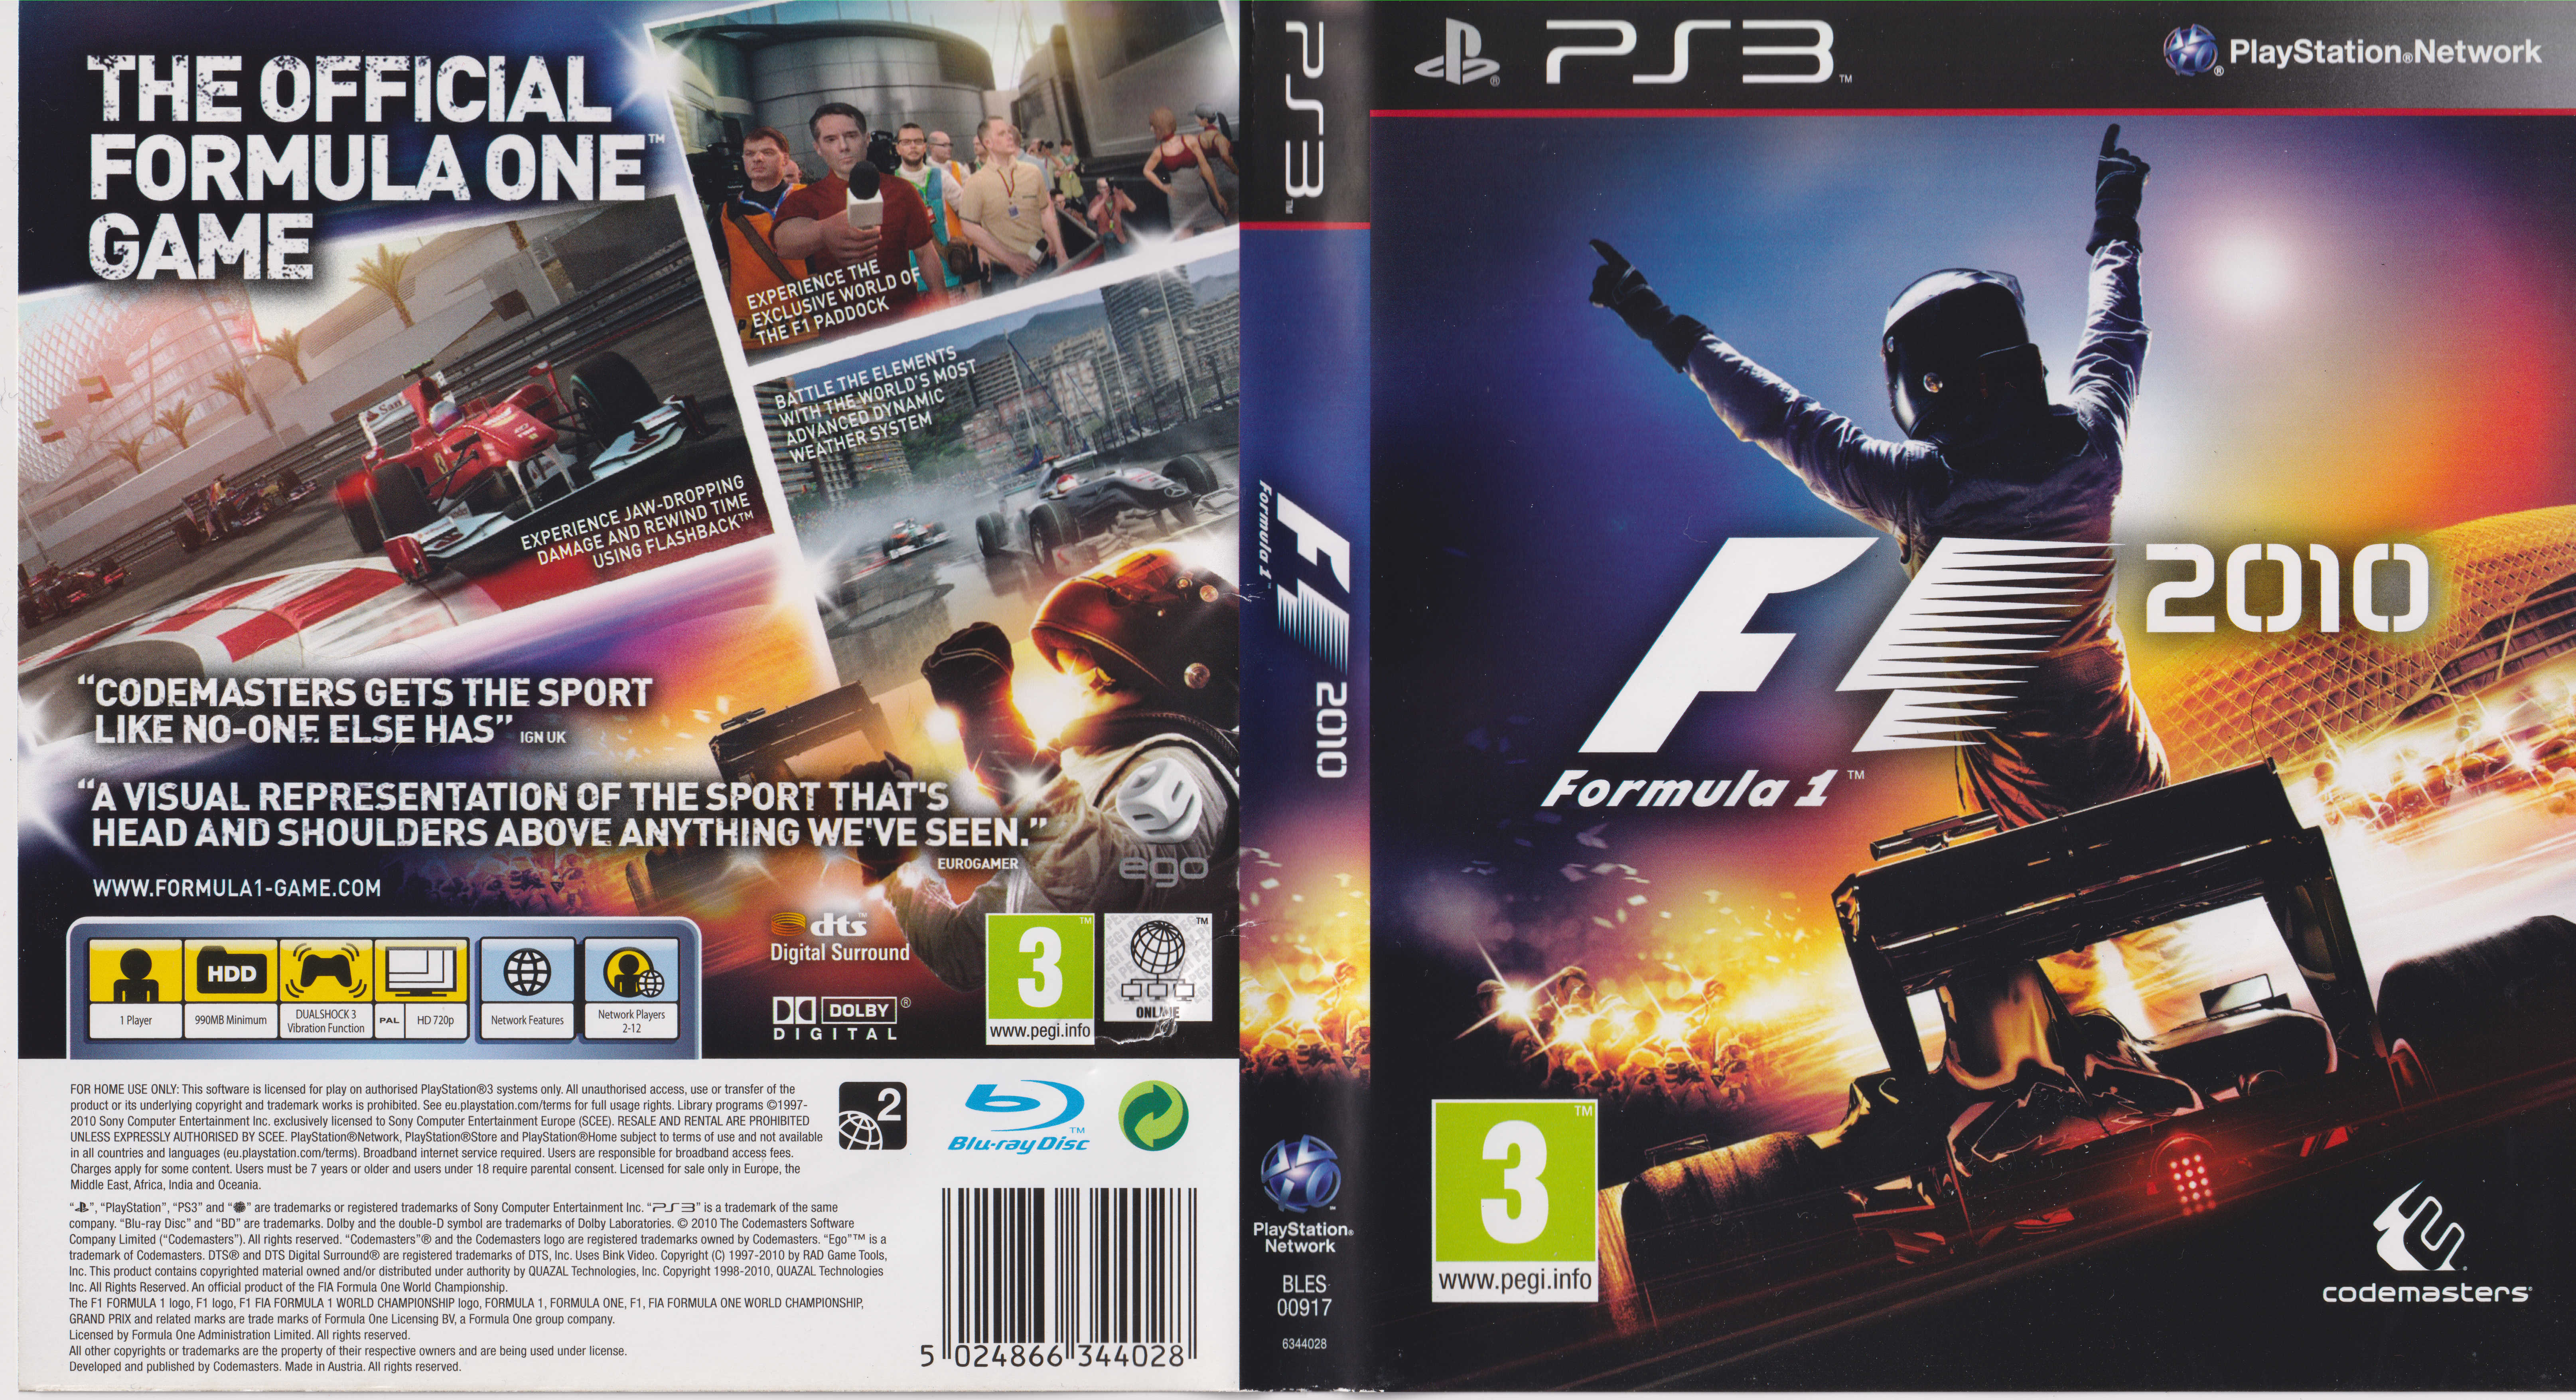 THE OFFICIAL
FORMULA ONE™
GAME
EXPERIENCE THE
EXCLUSIVE WORLD OF
THE F1 PADDOCK
BATTLE THE ELEMENTS
WITH THE WORLD'S MOST
ADVANCED DYNAMIC
WEATHER SYSTEM
San
EXPERIENCE JAW-DROPPING
DAMAGE AND REWIND TIME
USING FLASHBACK™
“CODEMASTERS GETS THE SPORT
LIKE NO-ONE ELSE HAS” IGN UK
“A VISUAL REPRESENTATION OF THE SPORT THAT'S
HEAD AND SHOULDERS ABOVE ANYTHING WE'VE SEEN.”
EUROGAMER
ego
WWW.FORMULA1-GAME.COM
HDD
1 Player
990MB Minimum
DUALSHOCK 3
Vibration Function
PAL
HD 720p
Network Features
Network Players
2-12
dts™
Digital Surround
DOLBY®
DIGITAL
3™
www.pegi.info
™
ONLINE
FOR HOME USE ONLY: This software is licensed for play on authorised PlayStation®3 systems only. All unauthorised access, use or transfer of the
product or its underlying copyright and trademark works is prohibited. See eu.playstation.com/terms for full usage rights. Library programs ©1997-
2010 Sony Computer Entertainment Inc. exclusively licensed to Sony Computer Entertainment Europe (SCEE). RESALE AND RENTAL ARE PROHIBITED
UNLESS EXPRESSLY AUTHORISED BY SCEE. PlayStation®Network, PlayStation®Store and PlayStation®Home subject to terms of use and not available
in all countries and languages (eu.playstation.com/terms). Broadband internet service required. Users are responsible for broadband access fees.
Charges apply for some content. Users must be 7 years or older and users under 18 require parental consent. Licensed for sale only in Europe, the
Middle East, Africa, India and Oceania.
2
Blu-ray Disc™
“ ”, “PlayStation”, “PS3” and “ ” are trademarks or registered trademarks of Sony Computer Entertainment Inc. “PS3” is a trademark of the same
company. “Blu-ray Disc” and “BD” are trademarks. Dolby and the double-D symbol are trademarks of Dolby Laboratories. © 2010 The Codemasters Software
Company Limited (“Codemasters”). All rights reserved. “Codemasters”® and the Codemasters logo are registered trademarks owned by Codemasters. “Ego”™ is a
trademark of Codemasters. DTS® and DTS Digital Surround® are registered trademarks of DTS, Inc. Uses Bink Video. Copyright (C) 1997-2010 by RAD Game Tools,
Inc. This product contains copyrighted material owned and/or distributed under authority by QUAZAL Technologies, Inc. Copyright 1998-2010, QUAZAL Technologies
Inc. All Rights Reserved. An official product of the FIA Formula One World Championship.
The F1 FORMULA 1 logo, F1 logo, F1 FIA FORMULA 1 WORLD CHAMPIONSHIP logo, FORMULA 1, FORMULA ONE, F1, FIA FORMULA ONE WORLD CHAMPIONSHIP,
GRAND PRIX and related marks are trade marks of Formula One Licensing BV, a Formula One group company.
Licensed by Formula One Administration Limited. All rights reserved.
All other copyrights or trademarks are the property of their respective owners and are being used under license.
Developed and published by Codemasters. Made in Austria. All rights reserved.
5 024866 344028
PS3™
F1 2010
Formula 1™
PlayStation®
Network
BLES
00917
6344028
PS3™
PlayStation®Network
F1 2010
Formula 1™
3™
www.pegi.info
codemasters®